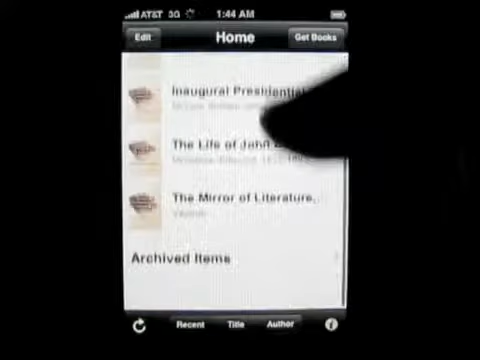 AT&T 3G 1:44 AM
Edit Home Get Books
Inaugural Presidential
The Life of John
The Mirror of Literature,...
Various
Archived Items
Recent Title Author